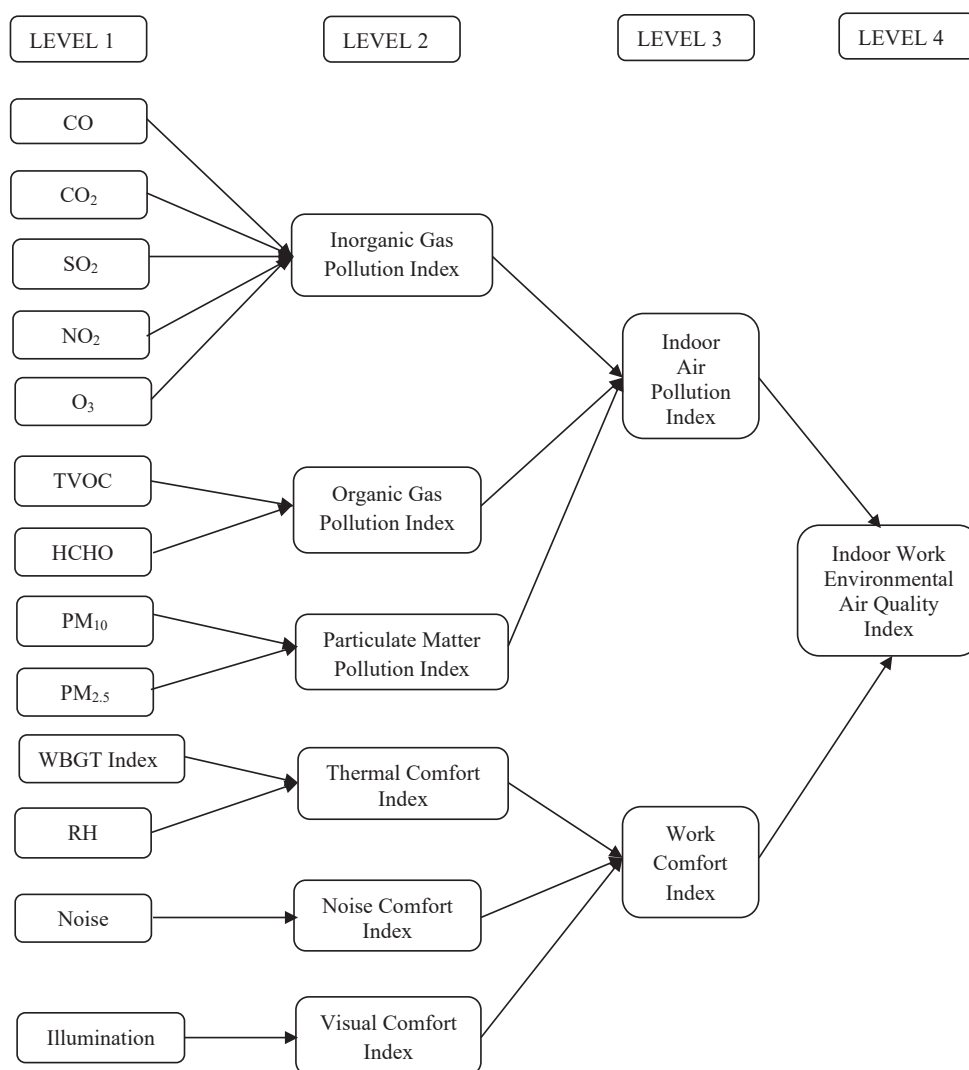 LEVEL 1
LEVEL 2
LEVEL 3
LEVEL 4
CO
CO₂
SO₂
NO₂
O₃
TVOC
HCHO
PM₁₀
PM₂.₅
WBGT Index
RH
Noise
Illumination
Inorganic Gas
Pollution Index
Organic Gas
Pollution Index
Particulate Matter
Pollution Index
Thermal Comfort
Index
Noise Comfort
Index
Visual Comfort
Index
Indoor
Air
Pollution
Index
Work
Comfort
Index
Indoor Work
Environmental
Air Quality
Index